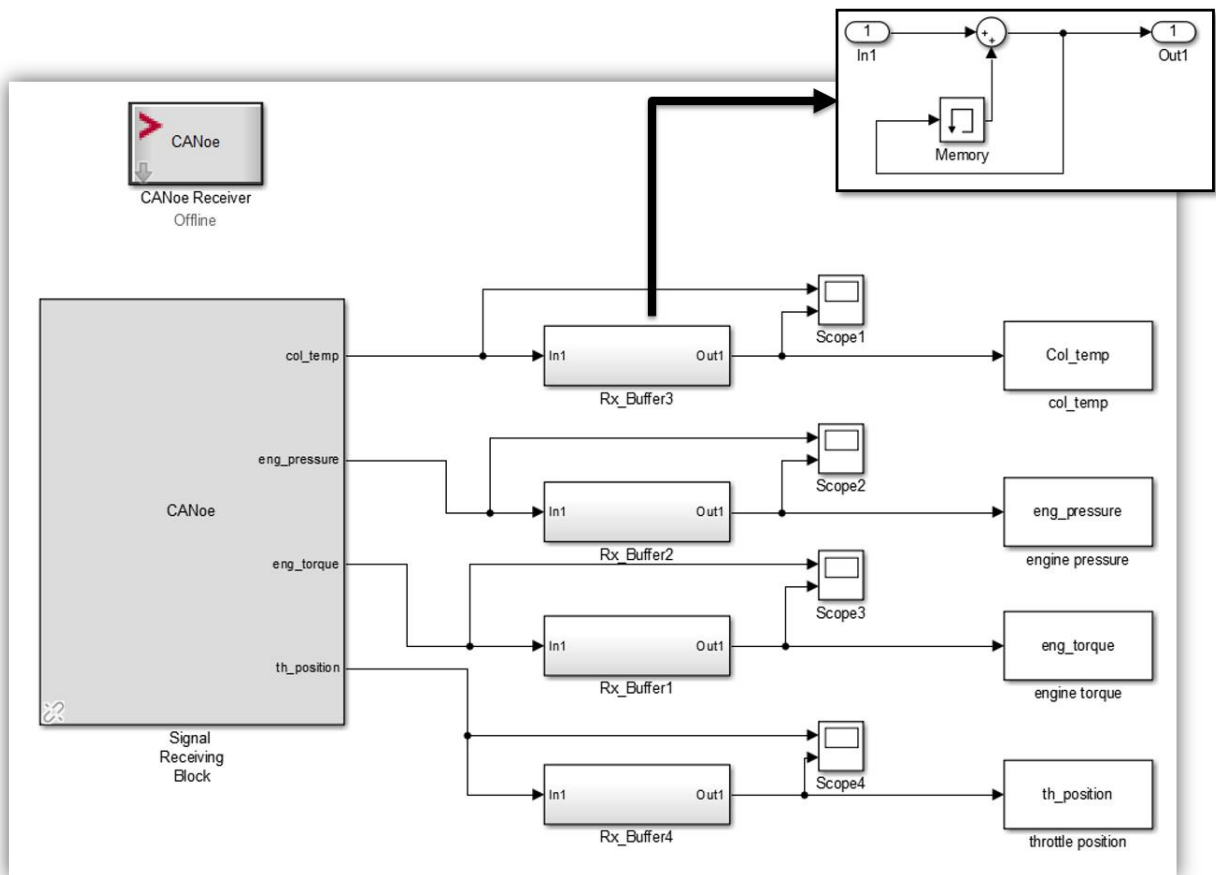 1
In1
+
+
1
Out1
Memory
CANoe
CANoe Receiver
Offline
CANoe
col_temp
eng_pressure
eng_torque
th_position
Signal
Receiving
Block
In1 Out1
Rx_Buffer3
Scope1
Col_temp
col_temp
In1 Out1
Rx_Buffer2
Scope2
eng_pressure
engine pressure
In1 Out1
Rx_Buffer1
Scope3
eng_torque
engine torque
In1 Out1
Rx_Buffer4
Scope4
th_position
throttle position